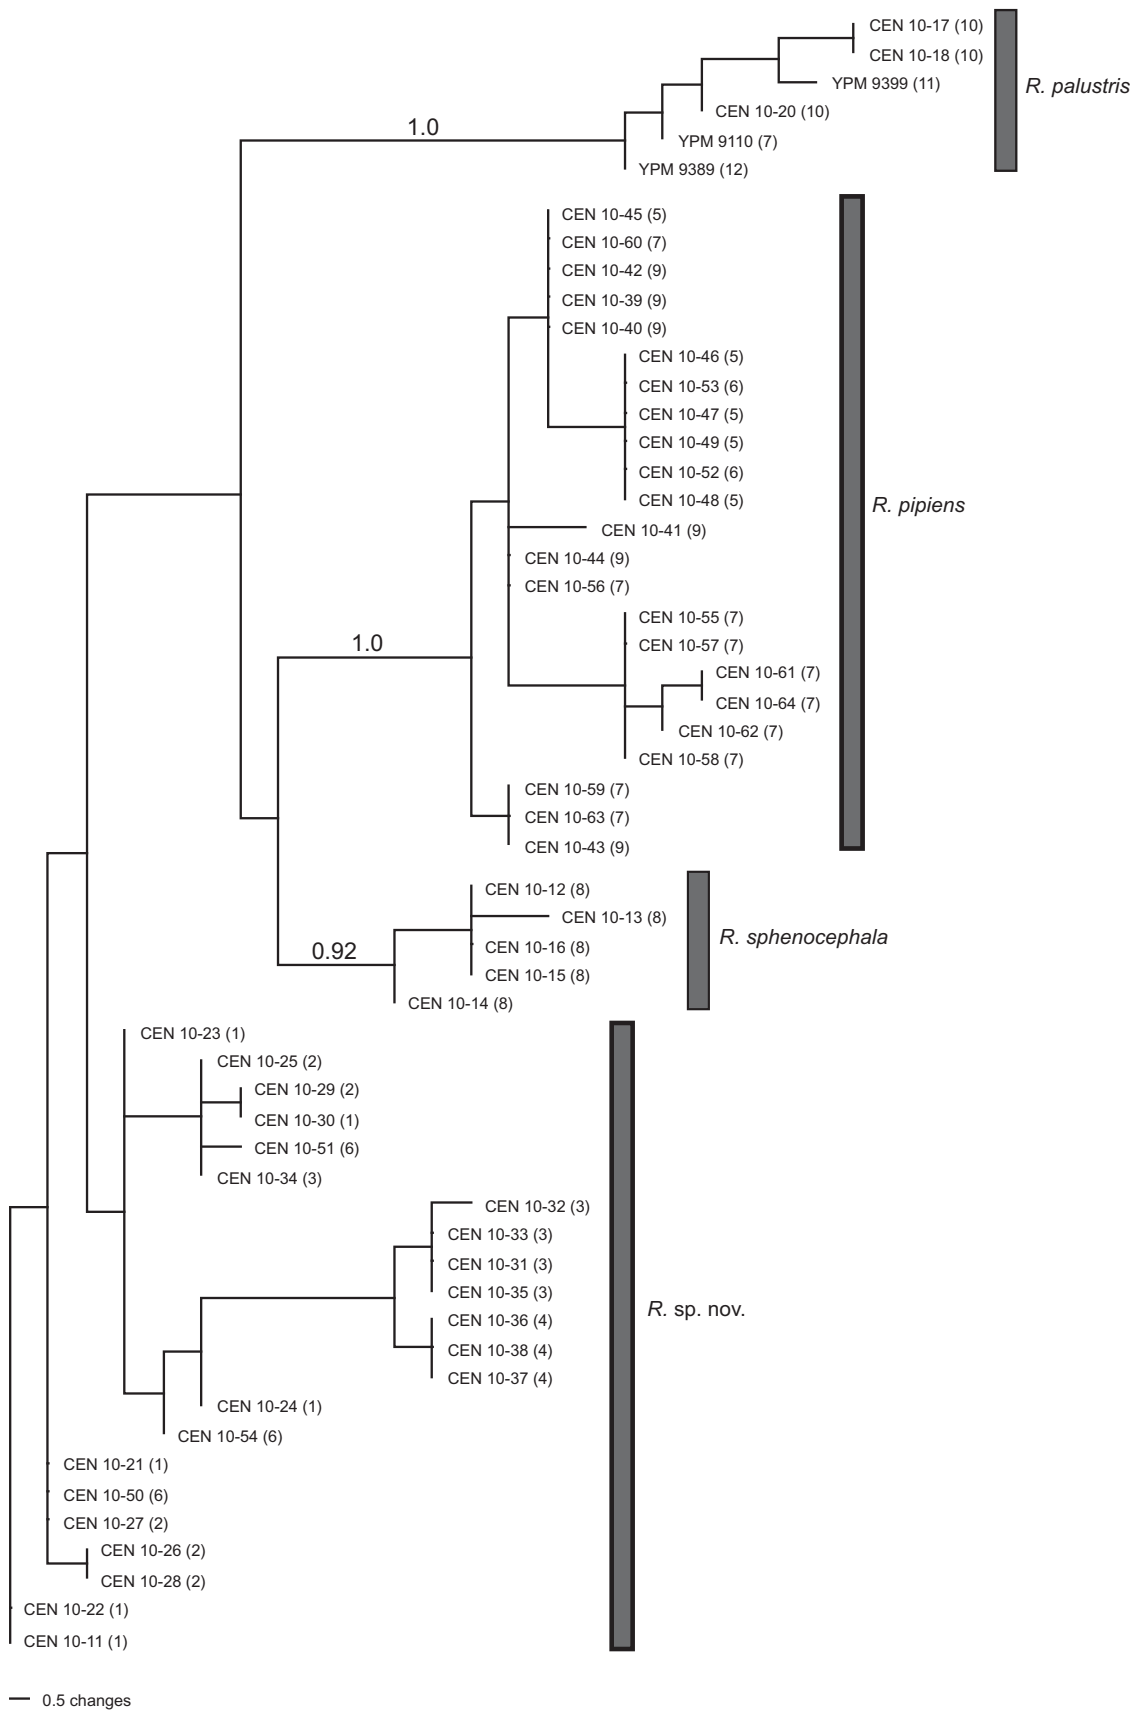 CEN 10-17 (10)
CEN 10-18 (10)
YPM 9399 (11)
R. palustris
CEN 10-20 (10)
1.0
YPM 9110 (7)
YPM 9389 (12)
CEN 10-45 (5)
CEN 10-60 (7)
CEN 10-42 (9)
CEN 10-39 (9)
CEN 10-40 (9)
CEN 10-46 (5)
CEN 10-53 (6)
CEN 10-47 (5)
CEN 10-49 (5)
CEN 10-52 (6)
CEN 10-48 (5)
R. pipiens
CEN 10-41 (9)
CEN 10-44 (9)
CEN 10-56 (7)
CEN 10-55 (7)
1.0
CEN 10-57 (7)
CEN 10-61 (7)
CEN 10-64 (7)
CEN 10-62 (7)
CEN 10-58 (7)
CEN 10-59 (7)
CEN 10-63 (7)
CEN 10-43 (9)
CEN 10-12 (8)
CEN 10-13 (8)
R. sphenocephala
0.92
CEN 10-16 (8)
CEN 10-15 (8)
CEN 10-14 (8)
CEN 10-23 (1)
CEN 10-25 (2)
CEN 10-29 (2)
CEN 10-30 (1)
CEN 10-51 (6)
CEN 10-34 (3)
CEN 10-32 (3)
CEN 10-33 (3)
CEN 10-31 (3)
CEN 10-35 (3)
R. sp. nov.
CEN 10-36 (4)
CEN 10-38 (4)
CEN 10-37 (4)
CEN 10-24 (1)
CEN 10-54 (6)
CEN 10-21 (1)
CEN 10-50 (6)
CEN 10-27 (2)
CEN 10-26 (2)
CEN 10-28 (2)
CEN 10-22 (1)
CEN 10-11 (1)
0.5 changes